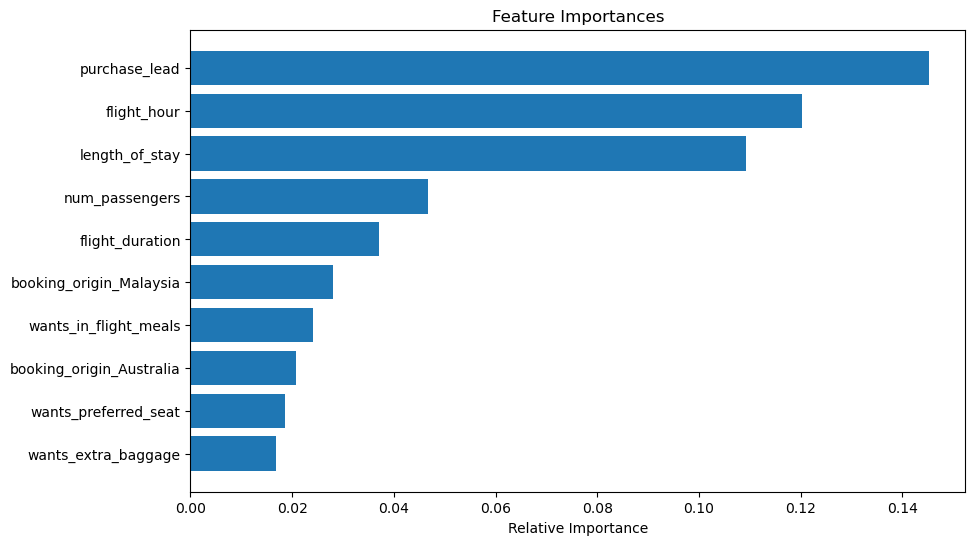 Feature Importances
purchase_lead
flight_hour
length_of_stay
num_passengers
flight_duration
booking_origin_Malaysia
wants_in_flight_meals
booking_origin_Australia
wants_preferred_seat
wants_extra_baggage
0.00 0.02 0.04 0.06 0.08 0.10 0.12 0.14
Relative Importance